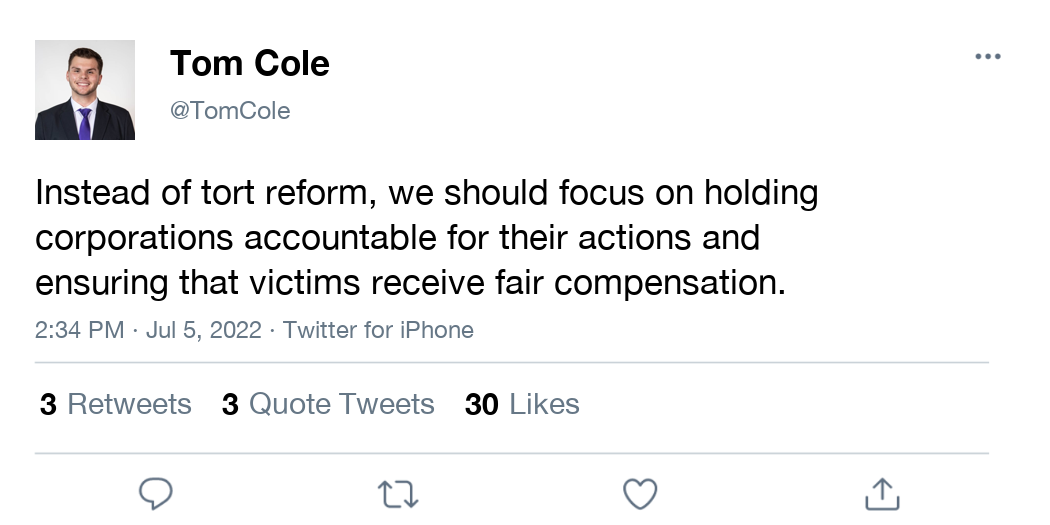 Tom Cole
@TomCole
Instead of tort reform, we should focus on holding
corporations accountable for their actions and
ensuring that victims receive fair compensation.
2:34 PM · Jul 5, 2022 · Twitter for iPhone
3 Retweets 3 Quote Tweets 30 Likes